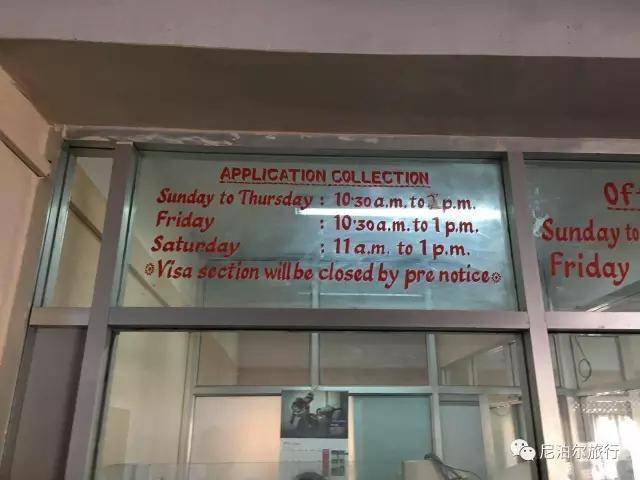 APPLICATION COLLECTION
Sunday to Thursday : 10·30 a.m. to p.m.
Friday : 10·30 a.m. to 1 p.m.
Saturday : 11 a.m. to 1 p.m.
Visa section will be closed by pre notice
Sunday to
Friday
尼泊尔旅行